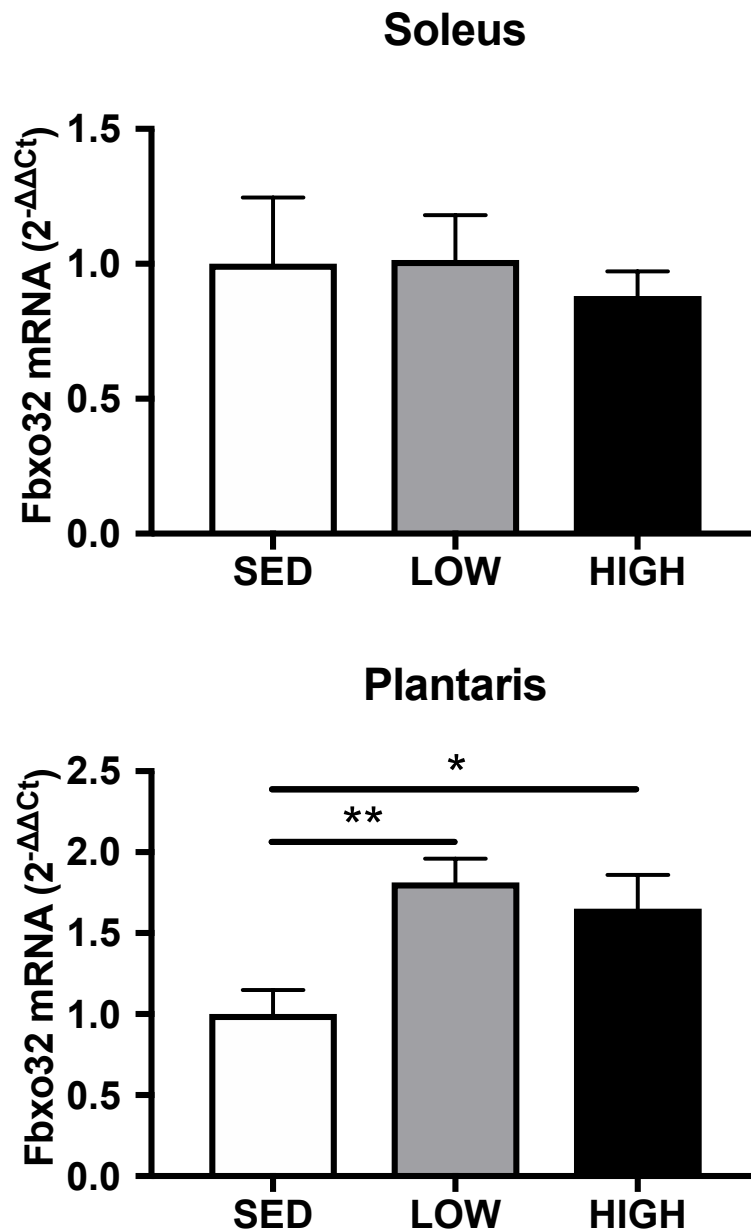 Soleus
Fbxo32 mRNA (2-ΔΔCt)
1.5
1.0
0.5
0.0
SED LOW HIGH
Plantaris
Fbxo32 mRNA (2-ΔΔCt)
*
**
2.5
2.0
1.5
1.0
0.5
0.0
SED LOW HIGH